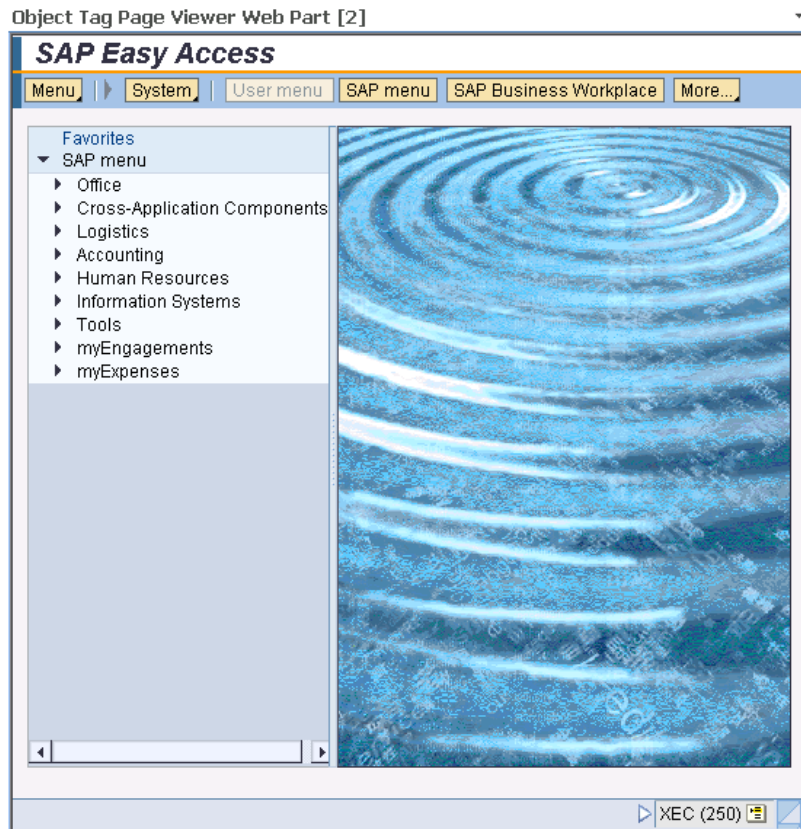 Object Tag Page Viewer Web Part [2]
SAP Easy Access
Menu System User menu SAP menu SAP Business Workplace More...
Favorites
SAP menu
Office
Cross-Application Components
Logistics
Accounting
Human Resources
Information Systems
Tools
myEngagements
myExpenses
XEC (250)